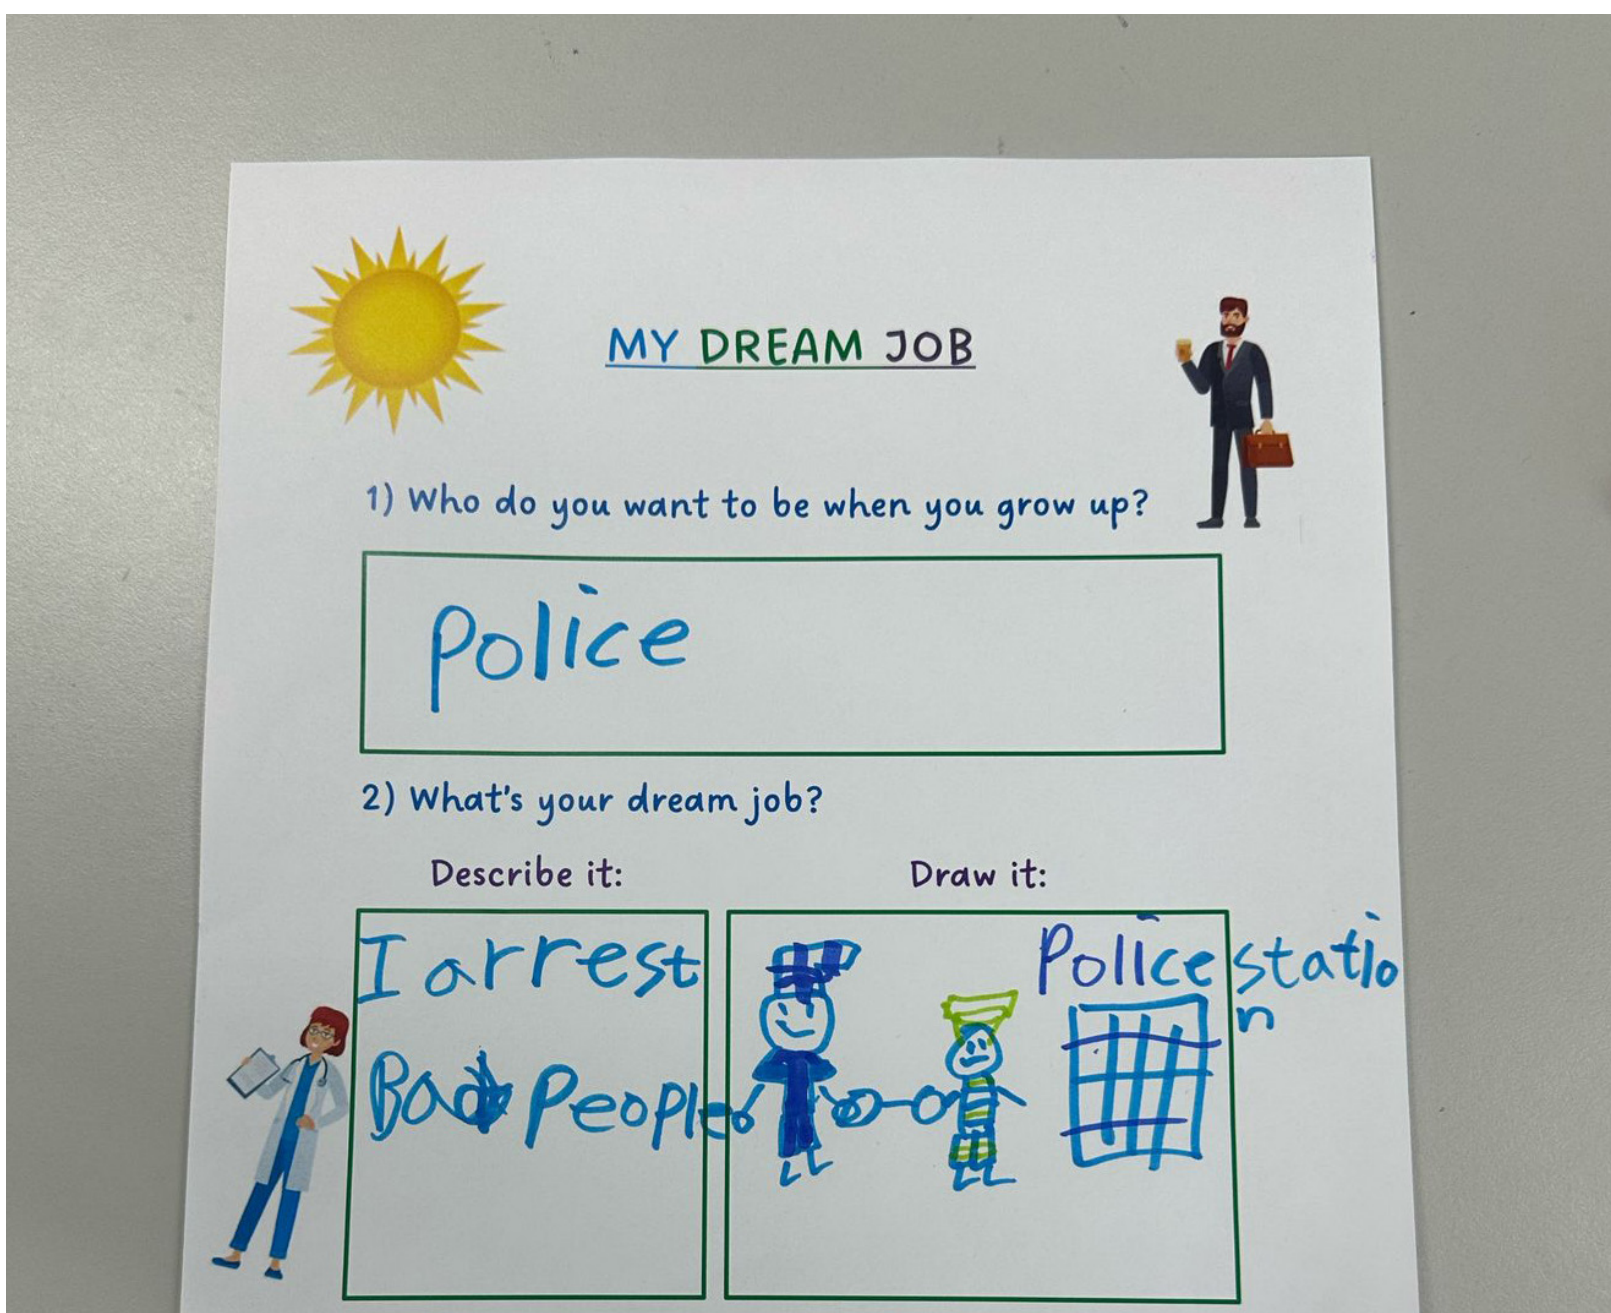 MY DREAM JOB
1) Who do you want to be when you grow up?
Police
2) What's your dream job?
Describe it:
I arrest
Bad People
Draw it:
Police statio
n